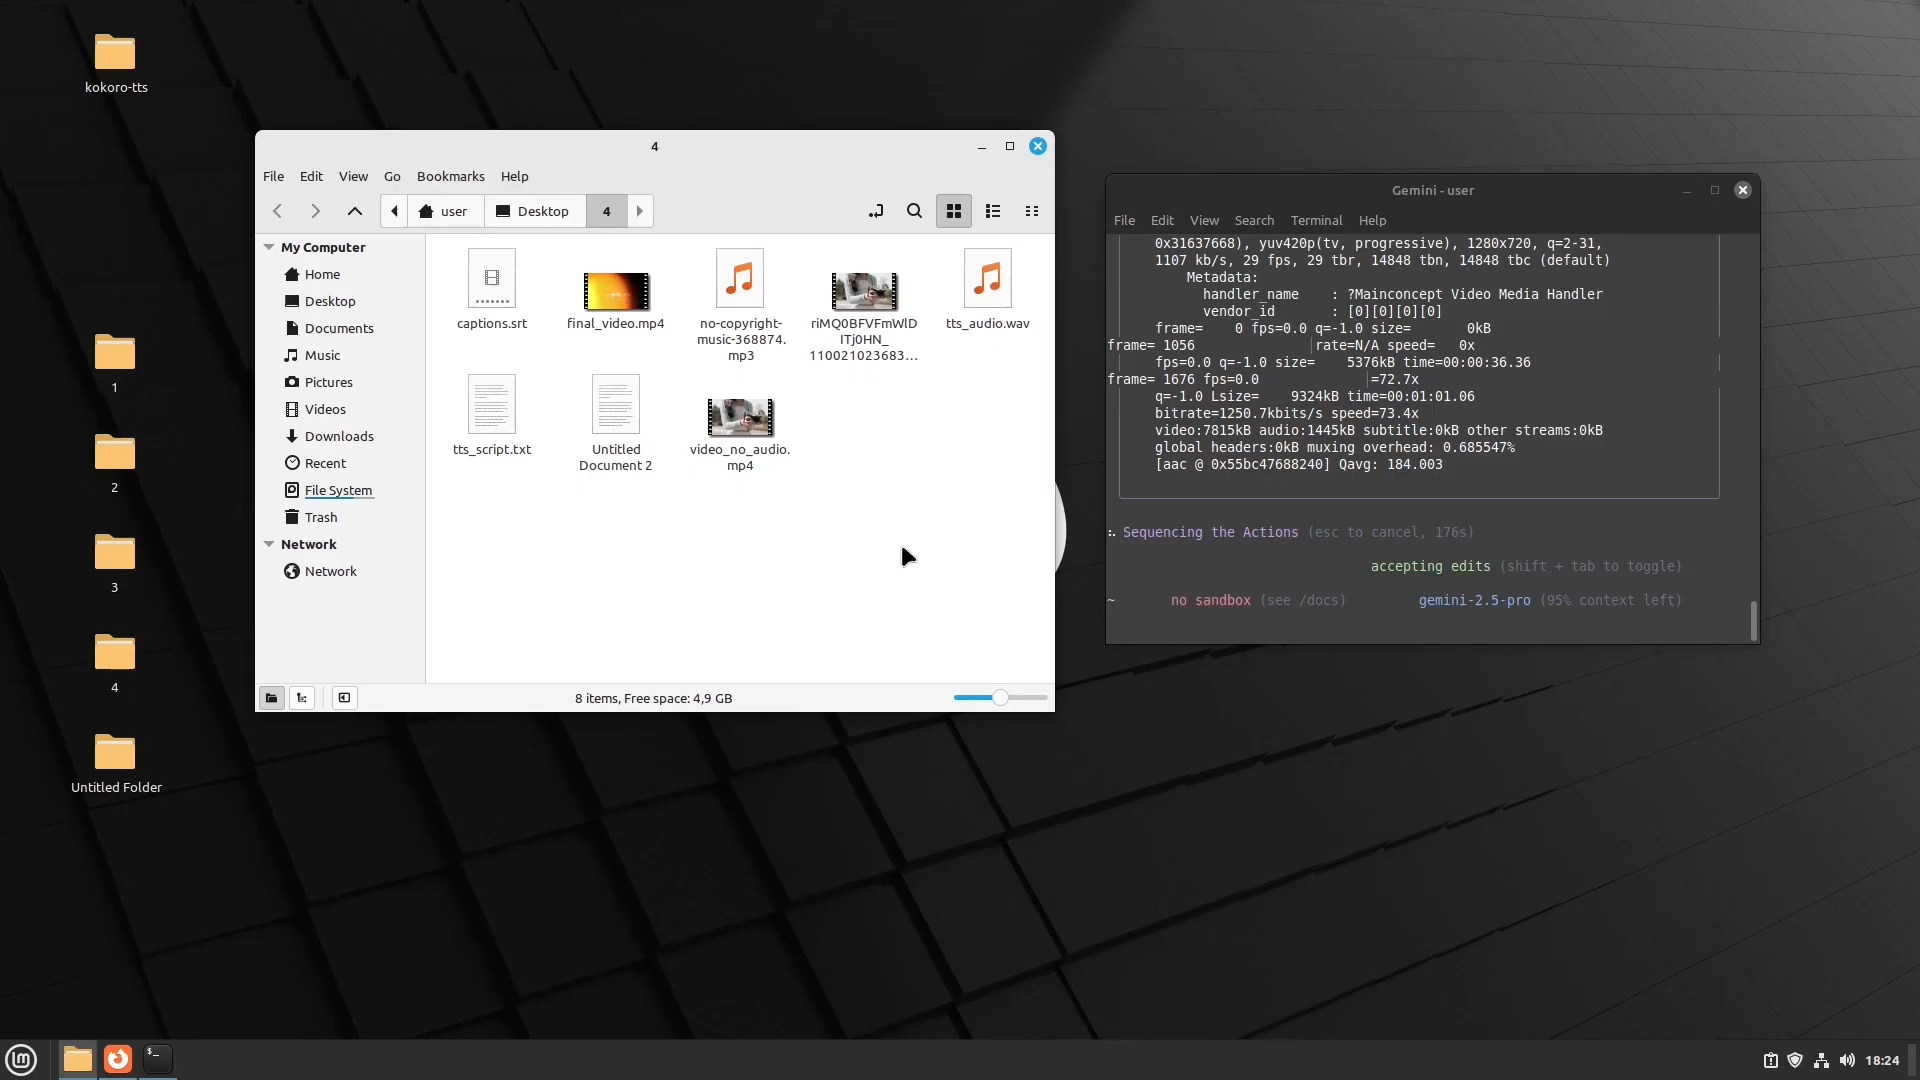 kokoro-tts
1
2
3
4
Untitled Folder
4
File Edit View Go Bookmarks Help
user Desktop 4
My Computer
Home
Desktop
Documents
Music
Pictures
Videos
Downloads
Recent
File System
Trash
Network
Network
captions.srt
final_video.mp4
no-copyright-
music-368874.
mp3
riMQ0BFVFmWlD
ITj0HN_
110021023683...
tts_audio.wav
tts_script.txt
Untitled
Document 2
video_no_audio.
mp4
8 items, Free space: 4,9 GB
Gemini - user
File Edit View Search Terminal Help
0x31637668), yuv420p(tv, progressive), 1280x720, q=2-31,
1107 kb/s, 29 fps, 29 tbr, 14848 tbn, 14848 tbc (default)
Metadata:
handler_name : ?Mainconcept Video Media Handler
vendor_id : [0][0][0][0]
frame= 0 fps=0.0 q=-1.0 size= 0kB
frame= 1056 rate=N/A speed= 0x
fps=0.0 q=-1.0 size= 5376kB time=00:00:36.36
frame= 1676 fps=0.0 =72.7x
q=-1.0 Lsize= 9324kB time=00:01:01.06
bitrate=1250.7kbits/s speed=73.4x
video:7815kB audio:1445kB subtitle:0kB other streams:0kB
global headers:0kB muxing overhead: 0.685547%
[aac @ 0x55bc47688240] Qavg: 184.003
Sequencing the Actions (esc to cancel, 176s)
accepting edits (shift + tab to toggle)
~ no sandbox (see /docs) gemini-2.5-pro (95% context left)
lm
$_
18:24